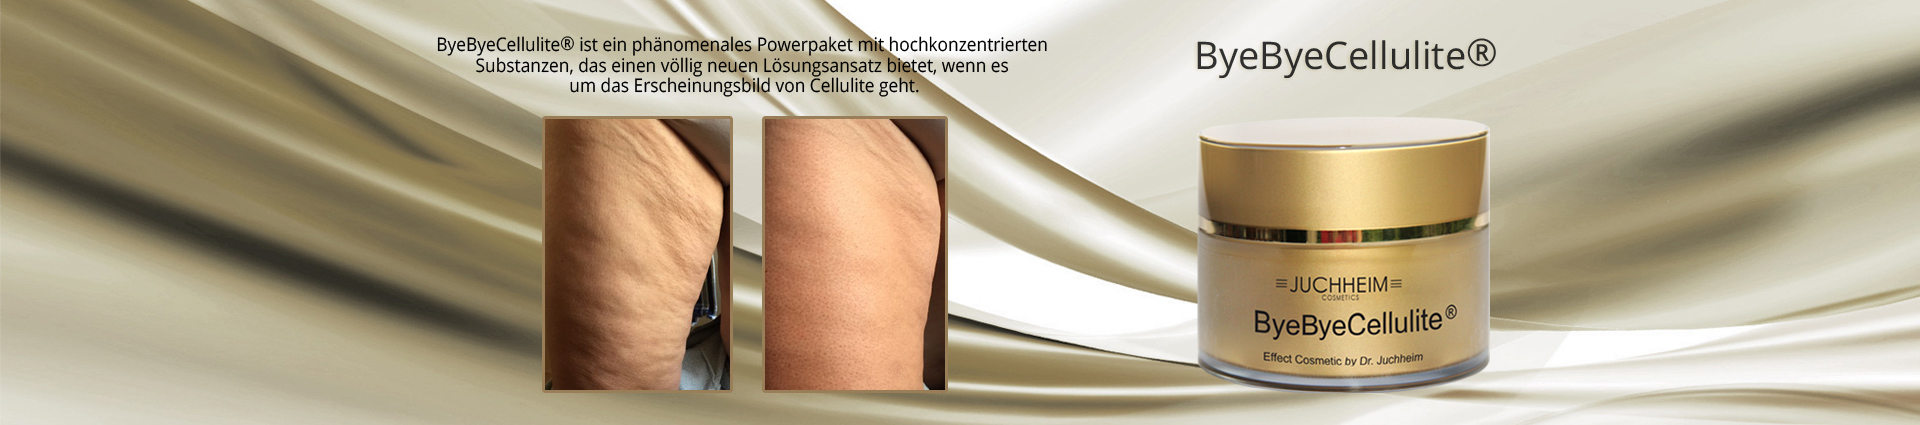 ByeByeCellulite® ist ein phänomenales Powerpaket mit hochkonzentrierten
Substanzen, das einen völlig neuen Lösungsansatz bietet, wenn es
um das Erscheinungsbild von Cellulite geht.
ByeByeCellulite®
JUCHHEIM
COSMETICS
ByeByeCellulite®
Effect Cosmetic by Dr. Juchheim